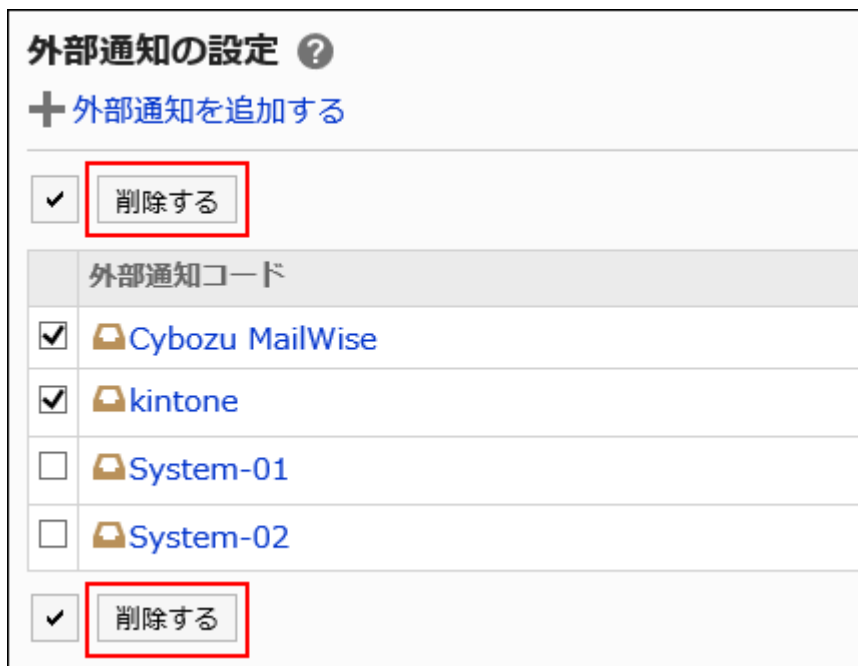 外部通知の設定
外部通知を追加する
削除する
外部通知コード
Cybozu MailWise
kintone
System-01
System-02
削除する